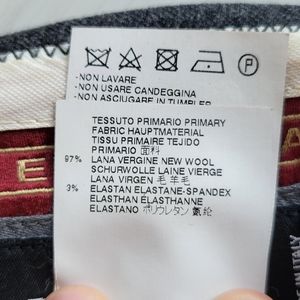 P
-NON LAVARE
-NON USARE CANDEGGINA
-NON ASCIUGARE IN TUMBLER
TESSUTO PRIMARIO PRIMARY
FABRIC HAUPTMATERIAL
TISSU PRIMAIRE TEJIDO
PRIMARIO 面料
97% LANA VERGINE NEW WOOL
SCHURWOLLE LAINE VIERGE
LANA VIRGEN 毛 羊毛
3% ELASTAN ELASTANE-SPANDEX
ELASTHAN ELASTHANNE
ELASTANO ポリウレタン 氨纶
IN ITALY